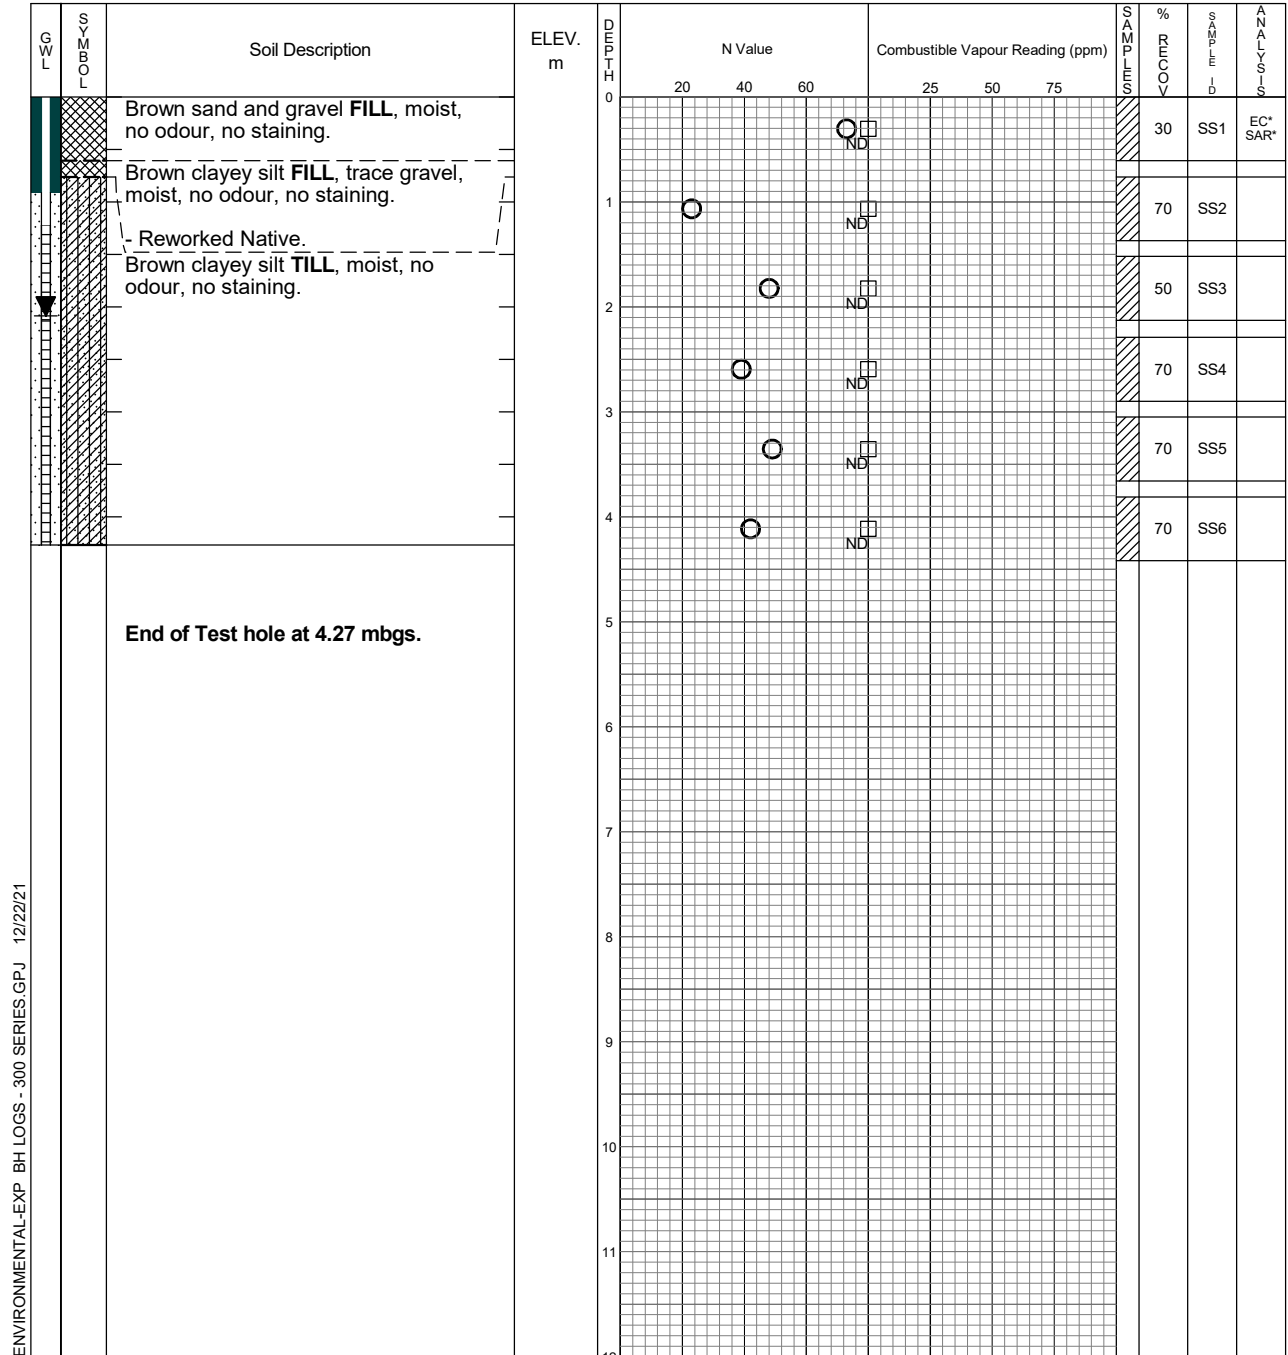 GWL
SYMBOL
Soil Description
ELEV.
m
DEPTH
N Value
20 40 60
Combustible Vapour Reading (ppm)
25 50 75
SAMPLES
% RECOV
SAMPLE ID
ANALYSIS
0
Brown sand and gravel FILL, moist,
no odour, no staining.
ND
30 SS1 EC*
SAR*
Brown clayey silt FILL, trace gravel,
moist, no odour, no staining.
- Reworked Native.
1
ND
70 SS2
Brown clayey silt TILL, moist, no
odour, no staining.
ND
50 SS3
2
ND
70 SS4
3
ND
70 SS5
4
ND
70 SS6
End of Test hole at 4.27 mbgs.
5
6
7
8
9
10
11
ENVIRONMENTAL-EXP BH LOGS - 300 SERIES.GPJ 12/22/21